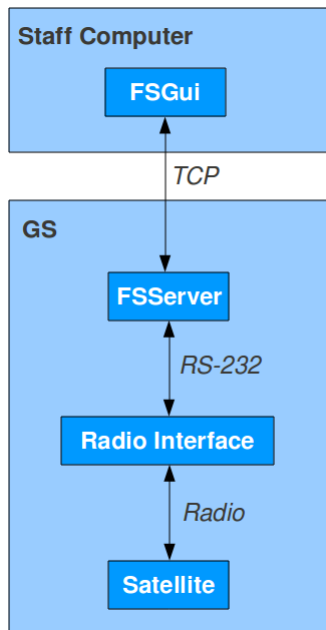 Staff Computer
FSGui
TCP
GS
FSServer
RS-232
Radio Interface
Radio
Satellite